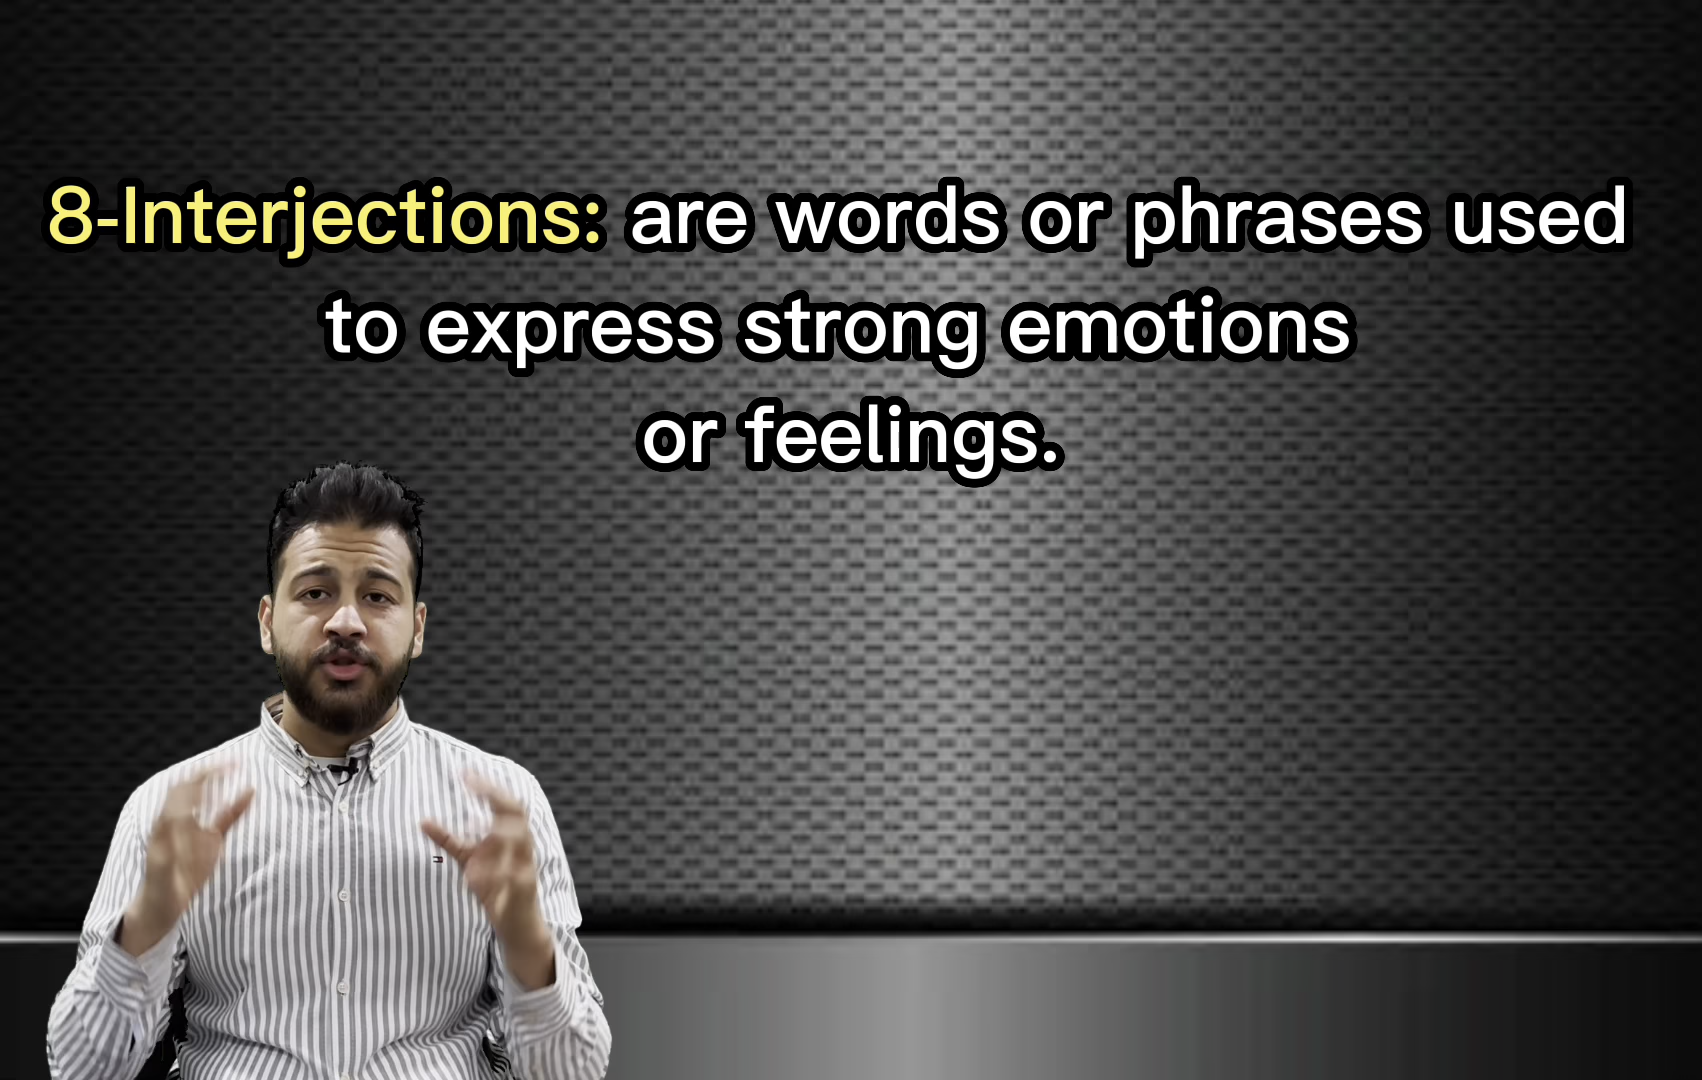 8-Interjections: are words or phrases used
to express strong emotions
or feelings.